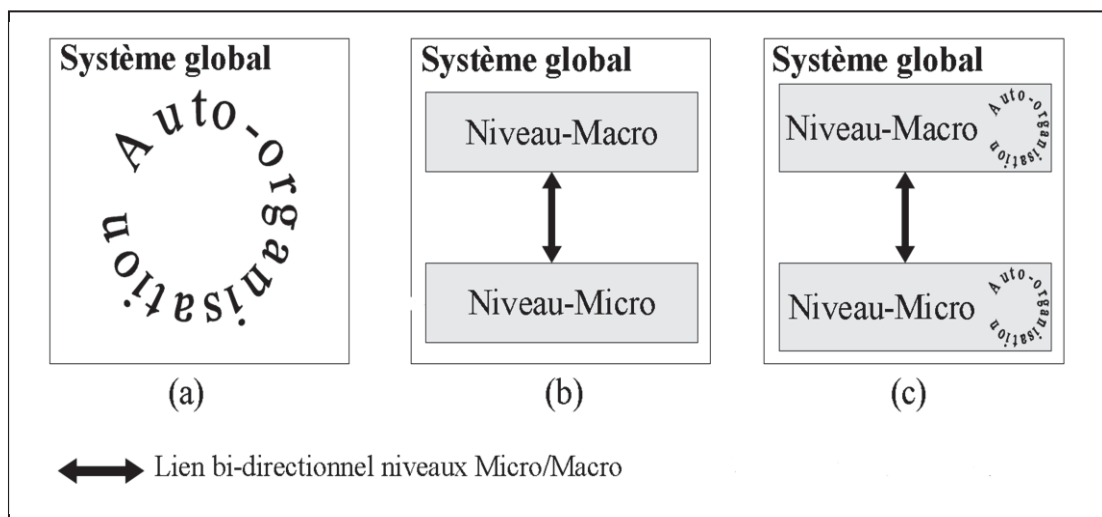 Système global
Auto-organisation
(a)
Système global
Niveau-Macro
Niveau-Micro
(b)
Système global
Niveau-Macro
Auto-organisation
Niveau-Micro
Auto-organisation
(c)
Lien bi-directionnel niveaux Micro/Macro